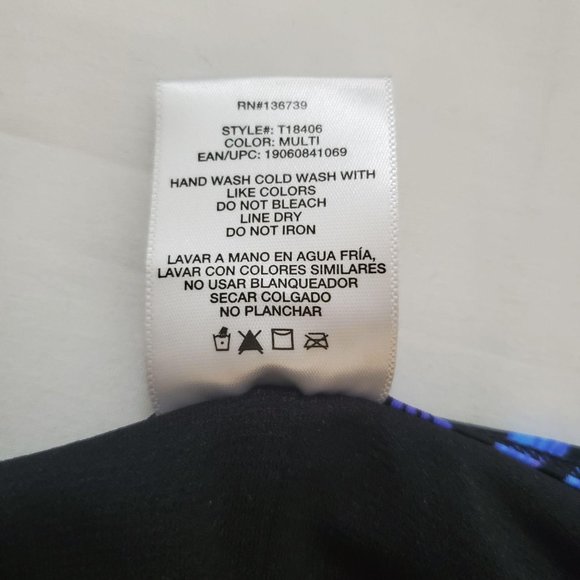 RN#136739
STYLE#: T18406
COLOR: MULTI
EAN/UPC: 19060841069
HAND WASH COLD WASH WITH
LIKE COLORS
DO NOT BLEACH
LINE DRY
DO NOT IRON
LAVAR A MANO EN AGUA FRÍA,
LAVAR CON COLORES SIMILARES
NO USAR BLANQUEADOR
SECAR COLGADO
NO PLANCHAR